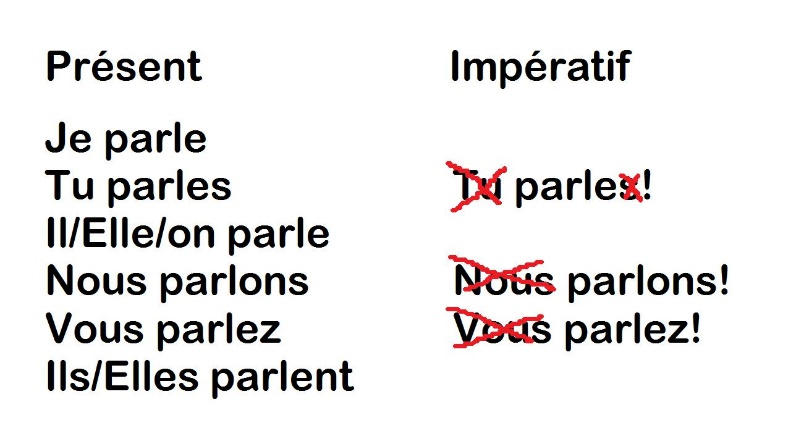 Présent
Je parle
Tu parles
Il/Elle/on parle
Nous parlons
Vous parlez
Ils/Elles parlent
Impératif
Tu parles!
Nous parlons!
Vous parlez!